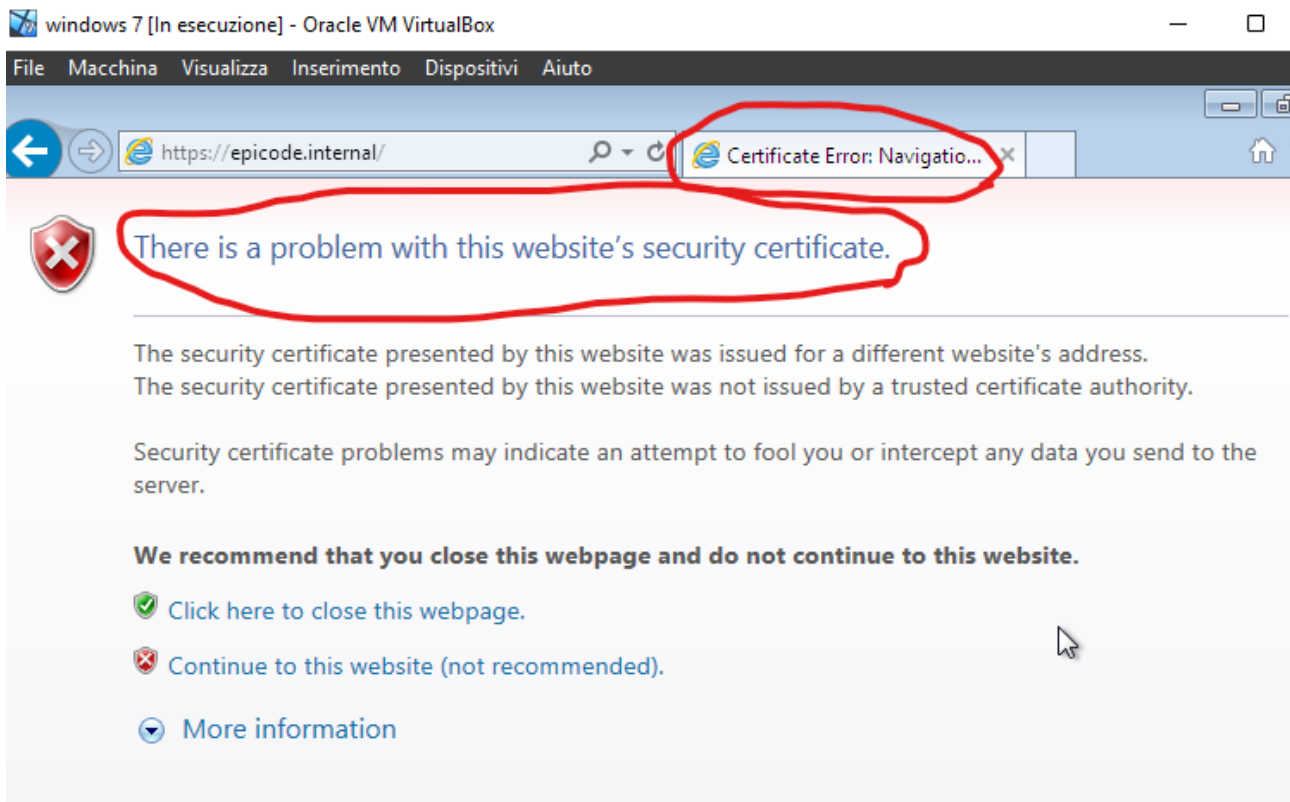 windows 7 [In esecuzione] - Oracle VM VirtualBox
File Macchina Visualizza Inserimento Dispositivi Aiuto
https://epicode.internal/
Certificate Error: Navigatio...
There is a problem with this website's security certificate.
The security certificate presented by this website was issued for a different website's address.
The security certificate presented by this website was not issued by a trusted certificate authority.
Security certificate problems may indicate an attempt to fool you or intercept any data you send to the
server.
We recommend that you close this webpage and do not continue to this website.
Click here to close this webpage.
Continue to this website (not recommended).
More information